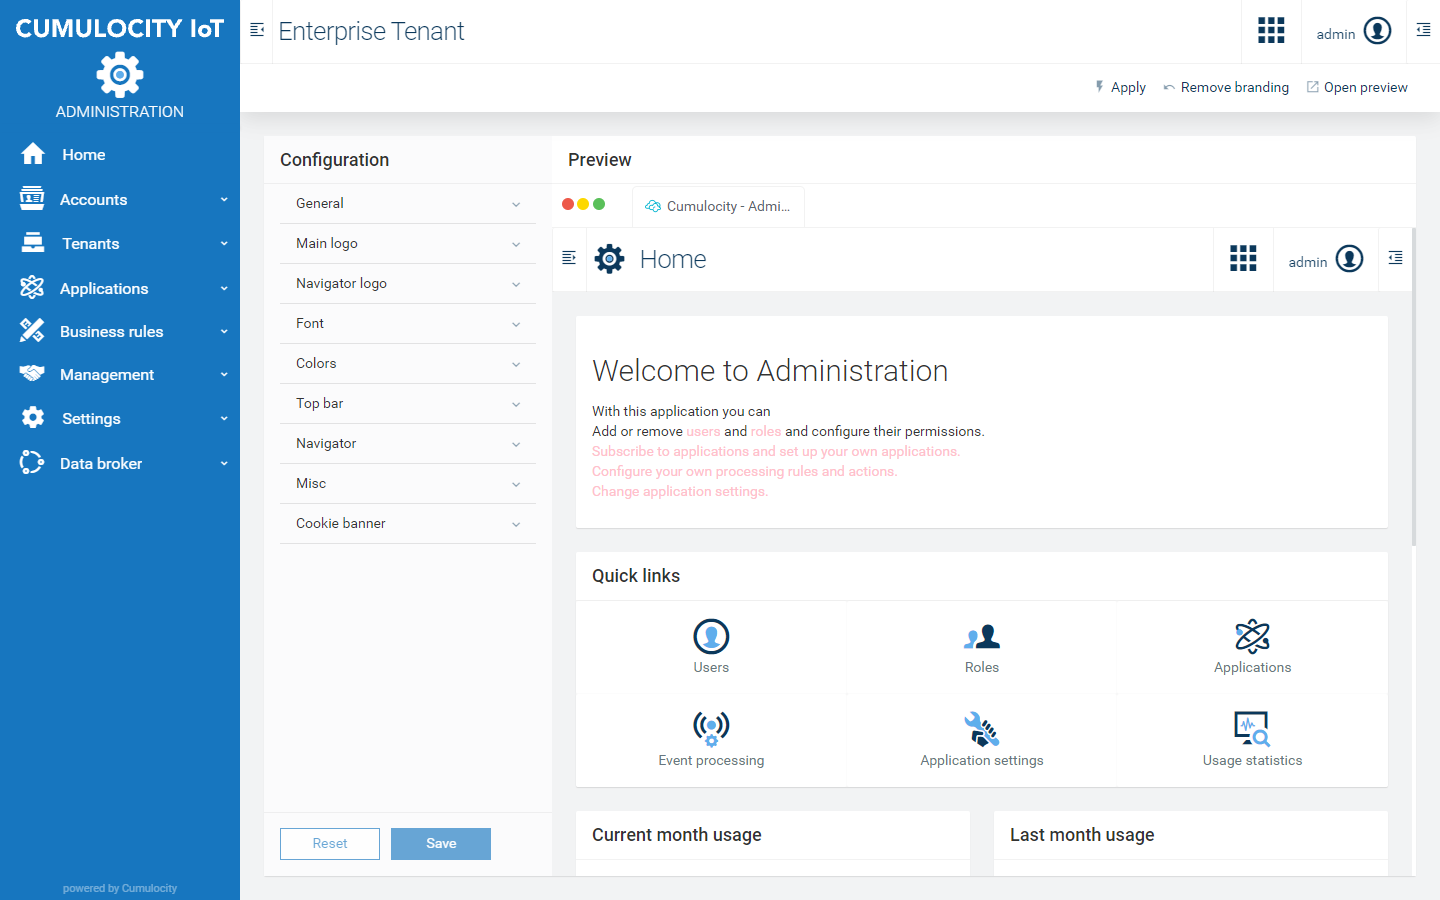 CUMULOCITY IoT
ADMINISTRATION
Home
Accounts
Tenants
Applications
Business rules
Management
Settings
Data broker
powered by Cumulocity
Enterprise Tenant
admin
Apply
Remove branding
Open preview
Configuration
General
Main logo
Navigator logo
Font
Colors
Top bar
Navigator
Misc
Cookie banner
Reset
Save
Preview
Cumulocity - Admi...
Home
admin
Welcome to Administration
With this application you can
Add or remove users and roles and configure their permissions.
Subscribe to applications and set up your own applications.
Configure your own processing rules and actions.
Change application settings.
Quick links
Users
Roles
Applications
Event processing
Application settings
Usage statistics
Current month usage
Last month usage